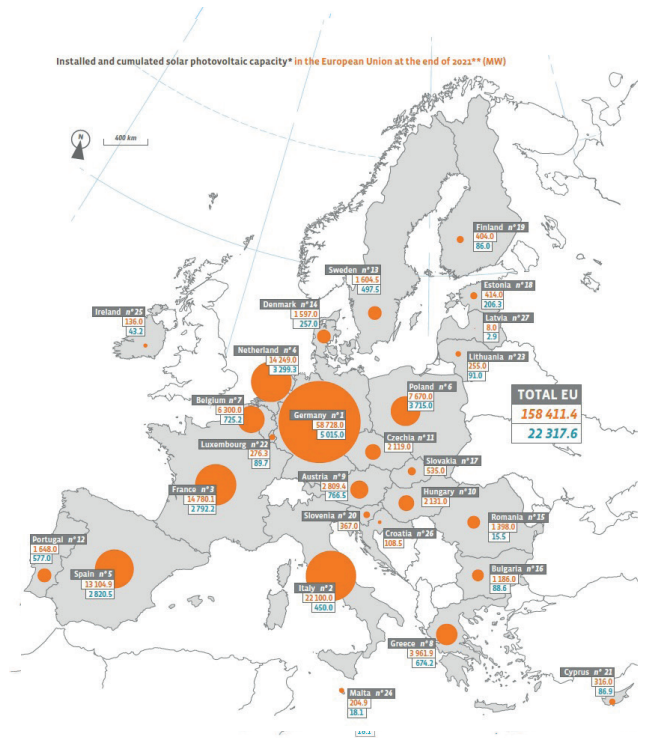 Installed and cumulated solar photovoltaic capacity* in the European Union at the end of 2021** (MW)
N
400 km
Finland n°19
404.0
86.0
Sweden n°13
1 604.5
497.5
Estonia n°18
414.0
206.3
Denmark n°14
1 597.0
257.0
Ireland n°25
136.0
43.2
Latvia n°27
8.0
2.9
Netherland n°4
14 249.0
3 299.3
Lithuania n°23
255.0
91.0
Poland n°6
7 670.0
3 715.0
TOTAL EU
158 411.4
22 317.6
Belgium n°7
6 300.0
725.2
Germany n°1
58 728.0
5 015.0
Luxembourg n°22
276.3
89.7
Czechia n°11
2 119.0
Slovakia n°17
535.0
Austria n°9
2 809.4
766.5
France n°3
14 780.1
2 792.2
Hungary n°10
2 131.0
Slovenia n°20
367.0
Romania n°15
1 398.0
15.5
Croatia n°26
108.5
Portugal n°12
1 648.0
577.0
Spain n°5
13 104.9
2 820.5
Bulgaria n°16
1 186.0
88.6
Italy n°2
22 100.0
450.0
Greece n°8
3 961.9
674.2
Cyprus n° 21
316.0
86.9
Malta n°24
204.9
18.1